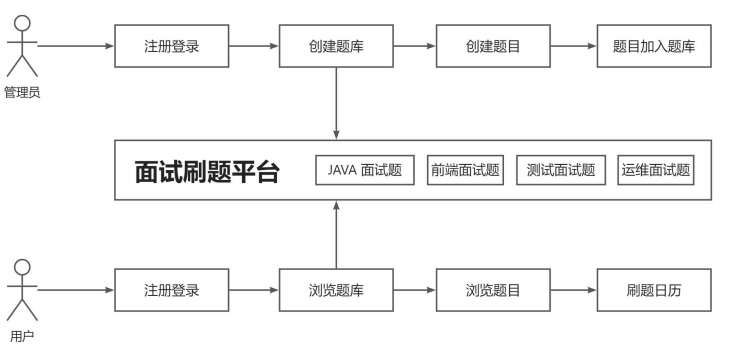 注册登录
创建题库
创建题目
题目加入题库
管理员
面试刷题平台
JAVA 面试题
前端面试题
测试面试题
运维面试题
注册登录
浏览题库
浏览题目
刷题日历
用户